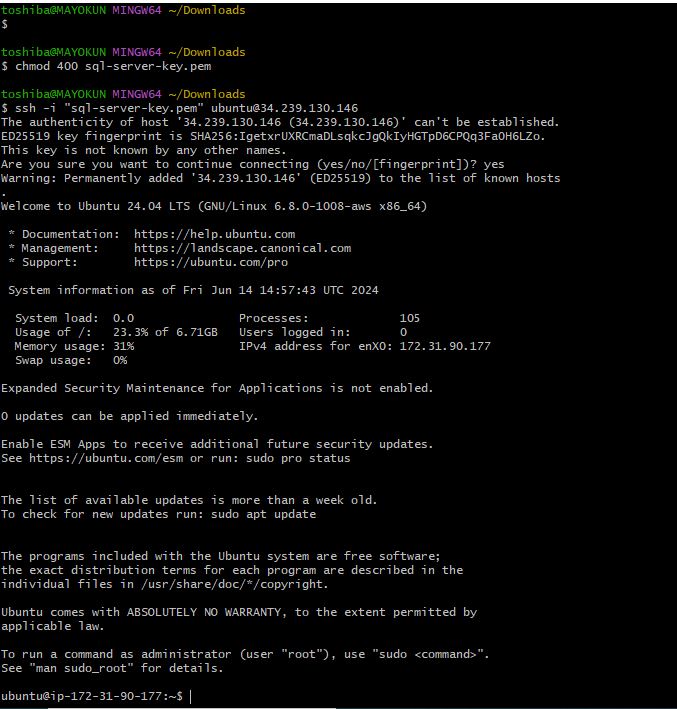 toshiba@MAYOKUN MINGW64 ~/Downloads
$
toshiba@MAYOKUN MINGW64 ~/Downloads
$ chmod 400 sql-server-key.pem
toshiba@MAYOKUN MINGW64 ~/Downloads
$ ssh -i "sql-server-key.pem" ubuntu@34.239.130.146
The authenticity of host '34.239.130.146 (34.239.130.146)' can't be established.
ED25519 key fingerprint is SHA256:IgetxrUXRCmaDLsqkcJgQkIyHGTpD6CPQq3Fa0H6LZo.
This key is not known by any other names.
Are you sure you want to continue connecting (yes/no/[fingerprint])? yes
Warning: Permanently added '34.239.130.146' (ED25519) to the list of known hosts
.
Welcome to Ubuntu 24.04 LTS (GNU/Linux 6.8.0-1008-aws x86_64)
* Documentation:  https://help.ubuntu.com
* Management:     https://landscape.canonical.com
* Support:        https://ubuntu.com/pro
System information as of Fri Jun 14 14:57:43 UTC 2024
System load:  0.0               Processes:             105
Usage of /:   23.3% of 6.71GB   Users logged in:       0
Memory usage: 31%               IPv4 address for enX0: 172.31.90.177
Swap usage:   0%
Expanded Security Maintenance for Applications is not enabled.
0 updates can be applied immediately.
Enable ESM Apps to receive additional future security updates.
See https://ubuntu.com/esm or run: sudo pro status
The list of available updates is more than a week old.
To check for new updates run: sudo apt update
The programs included with the Ubuntu system are free software;
the exact distribution terms for each program are described in the
individual files in /usr/share/doc/*/copyright.
Ubuntu comes with ABSOLUTELY NO WARRANTY, to the extent permitted by
applicable law.
To run a command as administrator (user "root"), use "sudo <command>".
See "man sudo_root" for details.
ubuntu@ip-172-31-90-177:~$